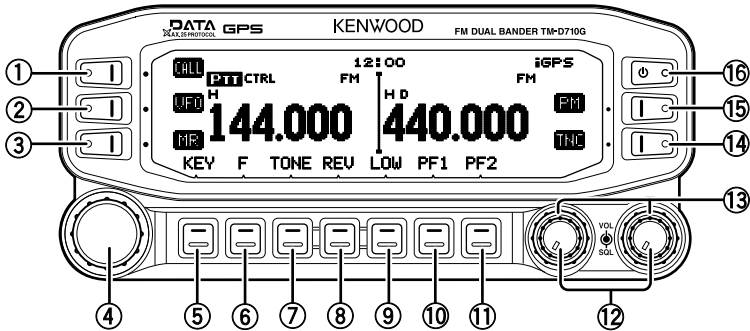 DATA GPS
AX.25 PROTOCOL
KENWOOD
FM DUAL BANDER TM-D710G
12:00
iGPS
CALL
PTT CTRL
FM
FM
H
H D
VFO
144.000
440.000
PM
MR
TNC
KEY F TONE REV LOW PF1 PF2
VOL
SQL
1
2
3
4
5
6
7
8
9
10
11
12
13
14
15
16